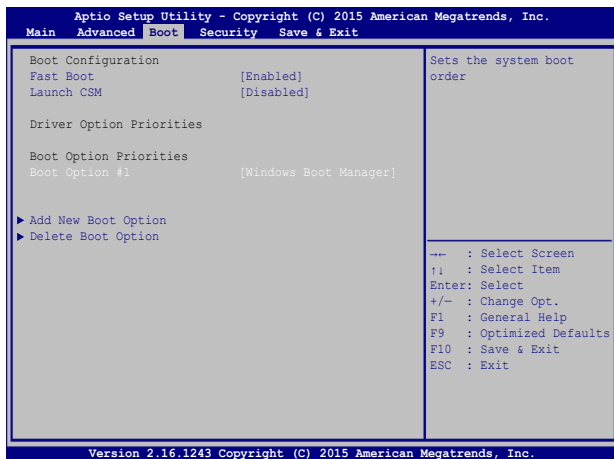 Aptio Setup Utility - Copyright (C) 2015 American Megatrends, Inc.
Main Advanced Boot Security Save & Exit
Boot Configuration
Fast Boot [Enabled]
Launch CSM [Disabled]
Driver Option Priorities
Boot Option Priorities
Boot Option #1 [Windows Boot Manager]
Add New Boot Option
Delete Boot Option
Sets the system boot
order
→← : Select Screen
↑↓ : Select Item
Enter: Select
+/— : Change Opt.
F1 : General Help
F9 : Optimized Defaults
F10 : Save & Exit
ESC : Exit
Version 2.16.1243 Copyright (C) 2015 American Megatrends, Inc.